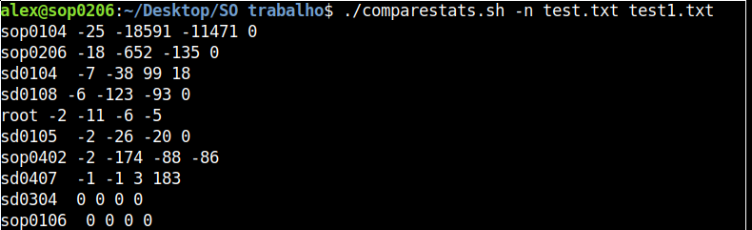 alex@sop0206:~/Desktop/SO trabalho$ ./comparestats.sh -n test.txt test1.txt
sop0104 -25 -18591 -11471 0
sop0206 -18 -652 -135 0
sd0104  -7 -38 99 18
sd0108 -6 -123 -93 0
root -2 -11 -6 -5
sd0105  -2 -26 -20 0
sop0402 -2 -174 -88 -86
sd0407  -1 -1 3 183
sd0304  0 0 0 0
sop0106  0 0 0 0